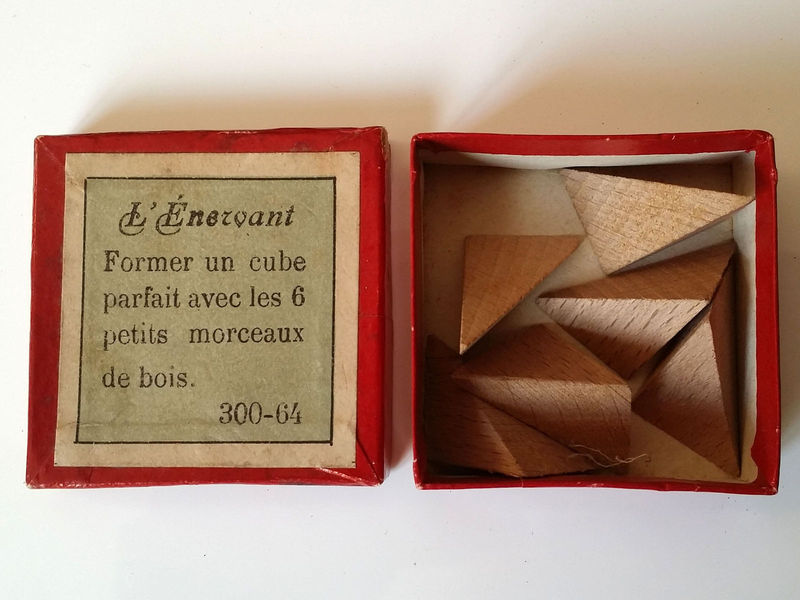 L'Énervant
Former un cube
parfait avec les 6
petits morceaux
de bois.
300-64